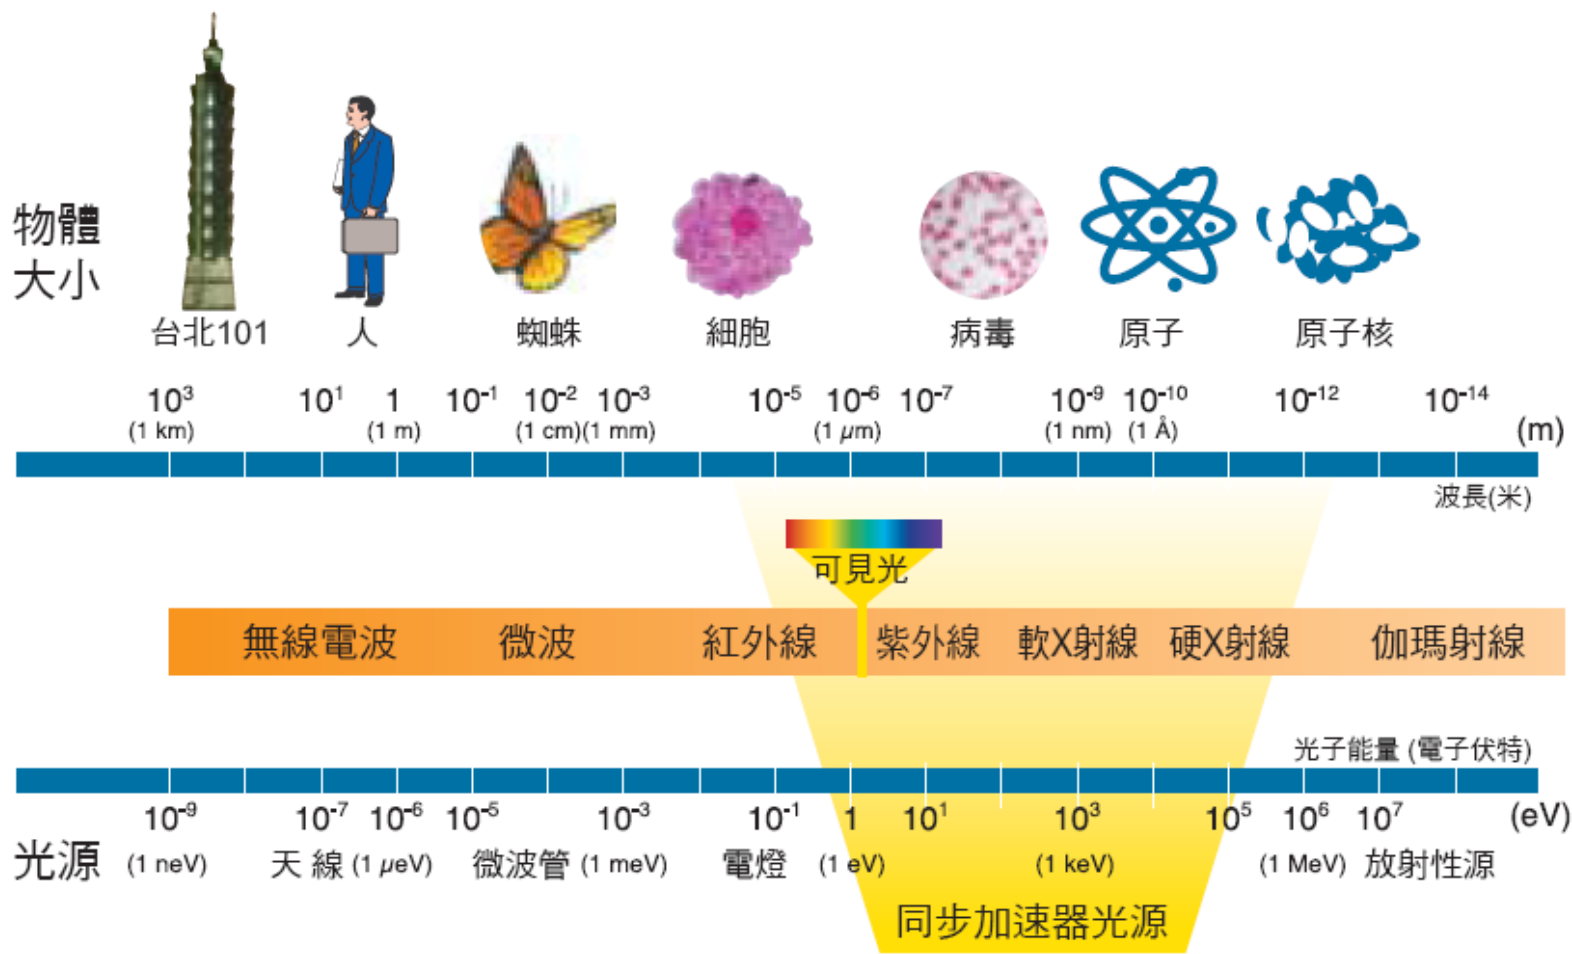 物體
大小
台北101 人 蜘蛛 細胞 病毒 原子 原子核
10³ 10¹ 1 10⁻¹ 10⁻² 10⁻³ 10⁻⁵ 10⁻⁶ 10⁻⁷ 10⁻⁹ 10⁻¹⁰ 10⁻¹² 10⁻¹⁴
(1 km) (1 m) (1 cm) (1 mm) (1 μm) (1 nm) (1 Å) (m)
波長(米)
可見光
無線電波 微波 紅外線 紫外線 軟X射線 硬X射線 伽瑪射線
光子能量 (電子伏特)
10⁻⁹ 10⁻⁷ 10⁻⁶ 10⁻⁵ 10⁻³ 10⁻¹ 1 10¹ 10³ 10⁵ 10⁶ 10⁷ (eV)
光源 (1 neV) 天線 (1 μeV) 微波管 (1 meV) 電燈 (1 eV) (1 keV) (1 MeV) 放射性源
同步加速器光源